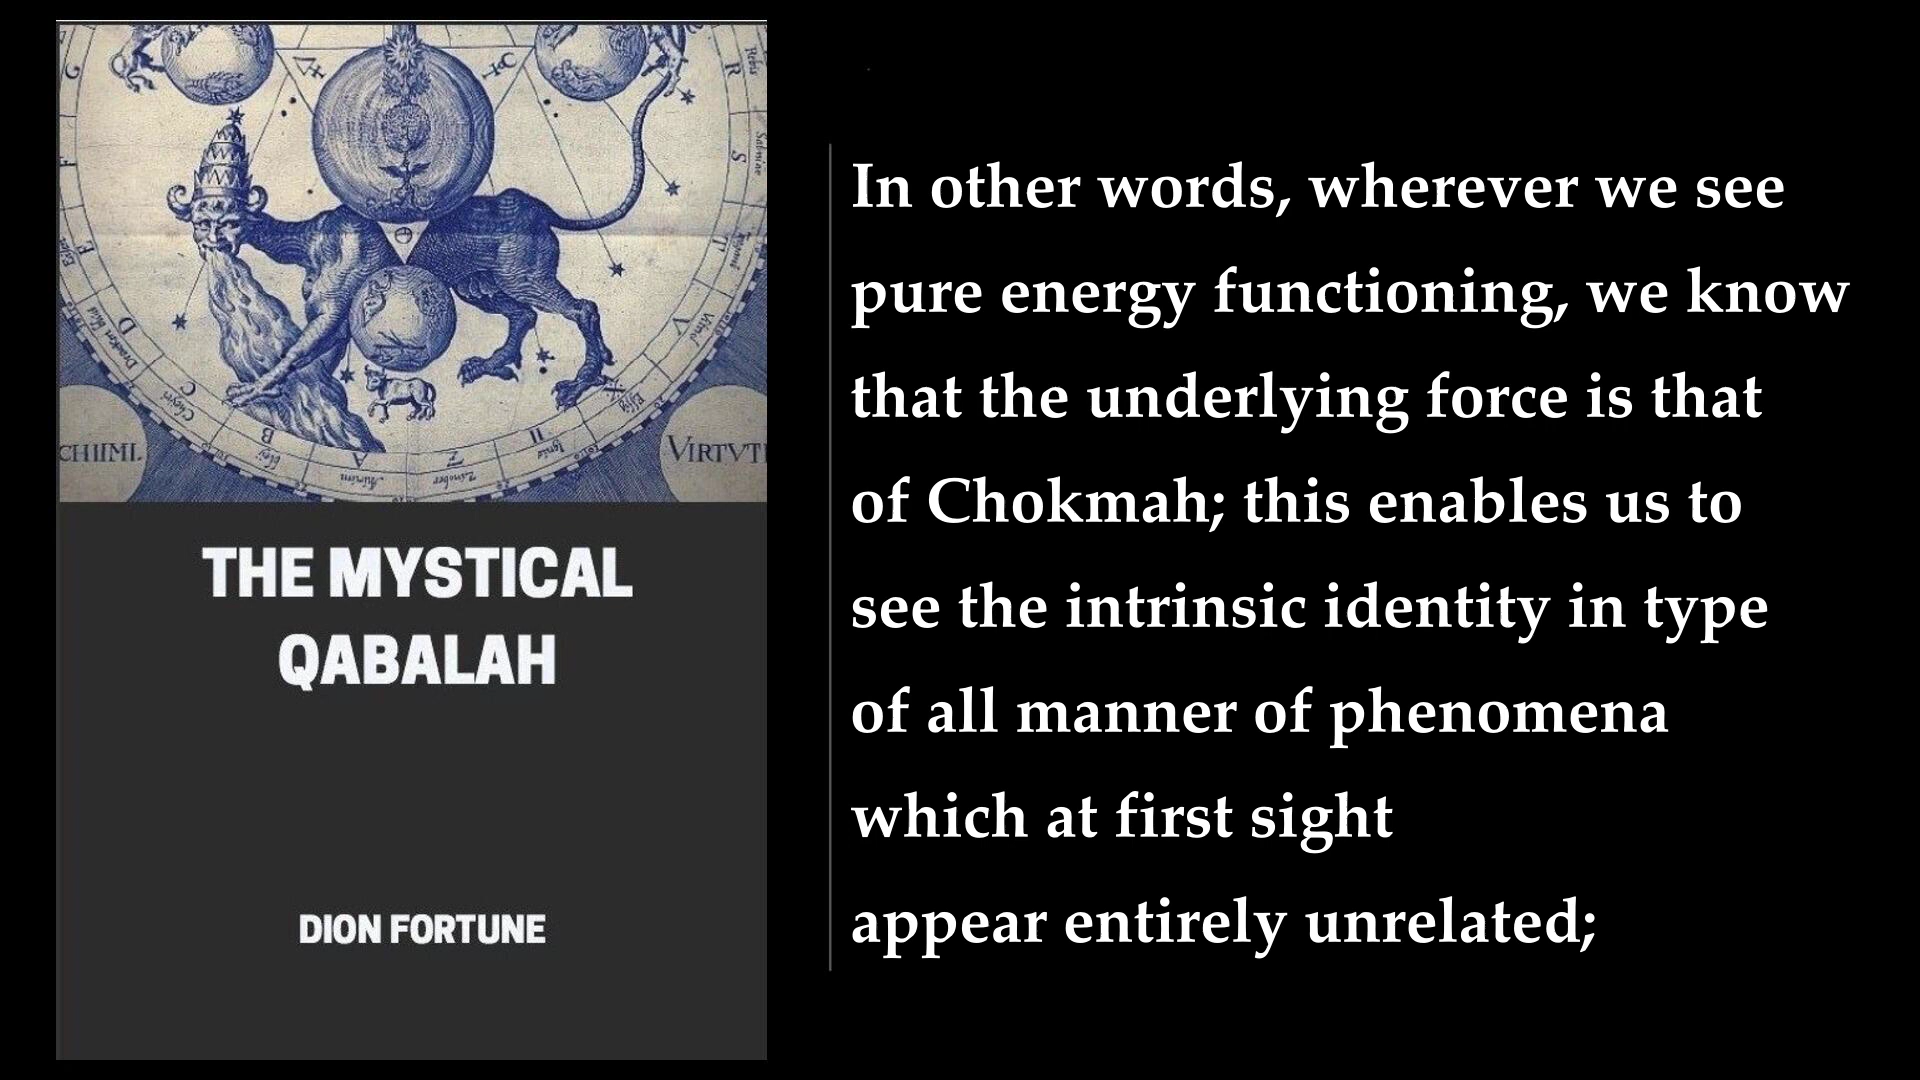 CHIIMI.
VIRTVTI
THE MYSTICAL
QABALAH
DION FORTUNE
In other words, wherever we see
pure energy functioning, we know
that the underlying force is that
of Chokmah; this enables us to
see the intrinsic identity in type
of all manner of phenomena
which at first sight
appear entirely unrelated;